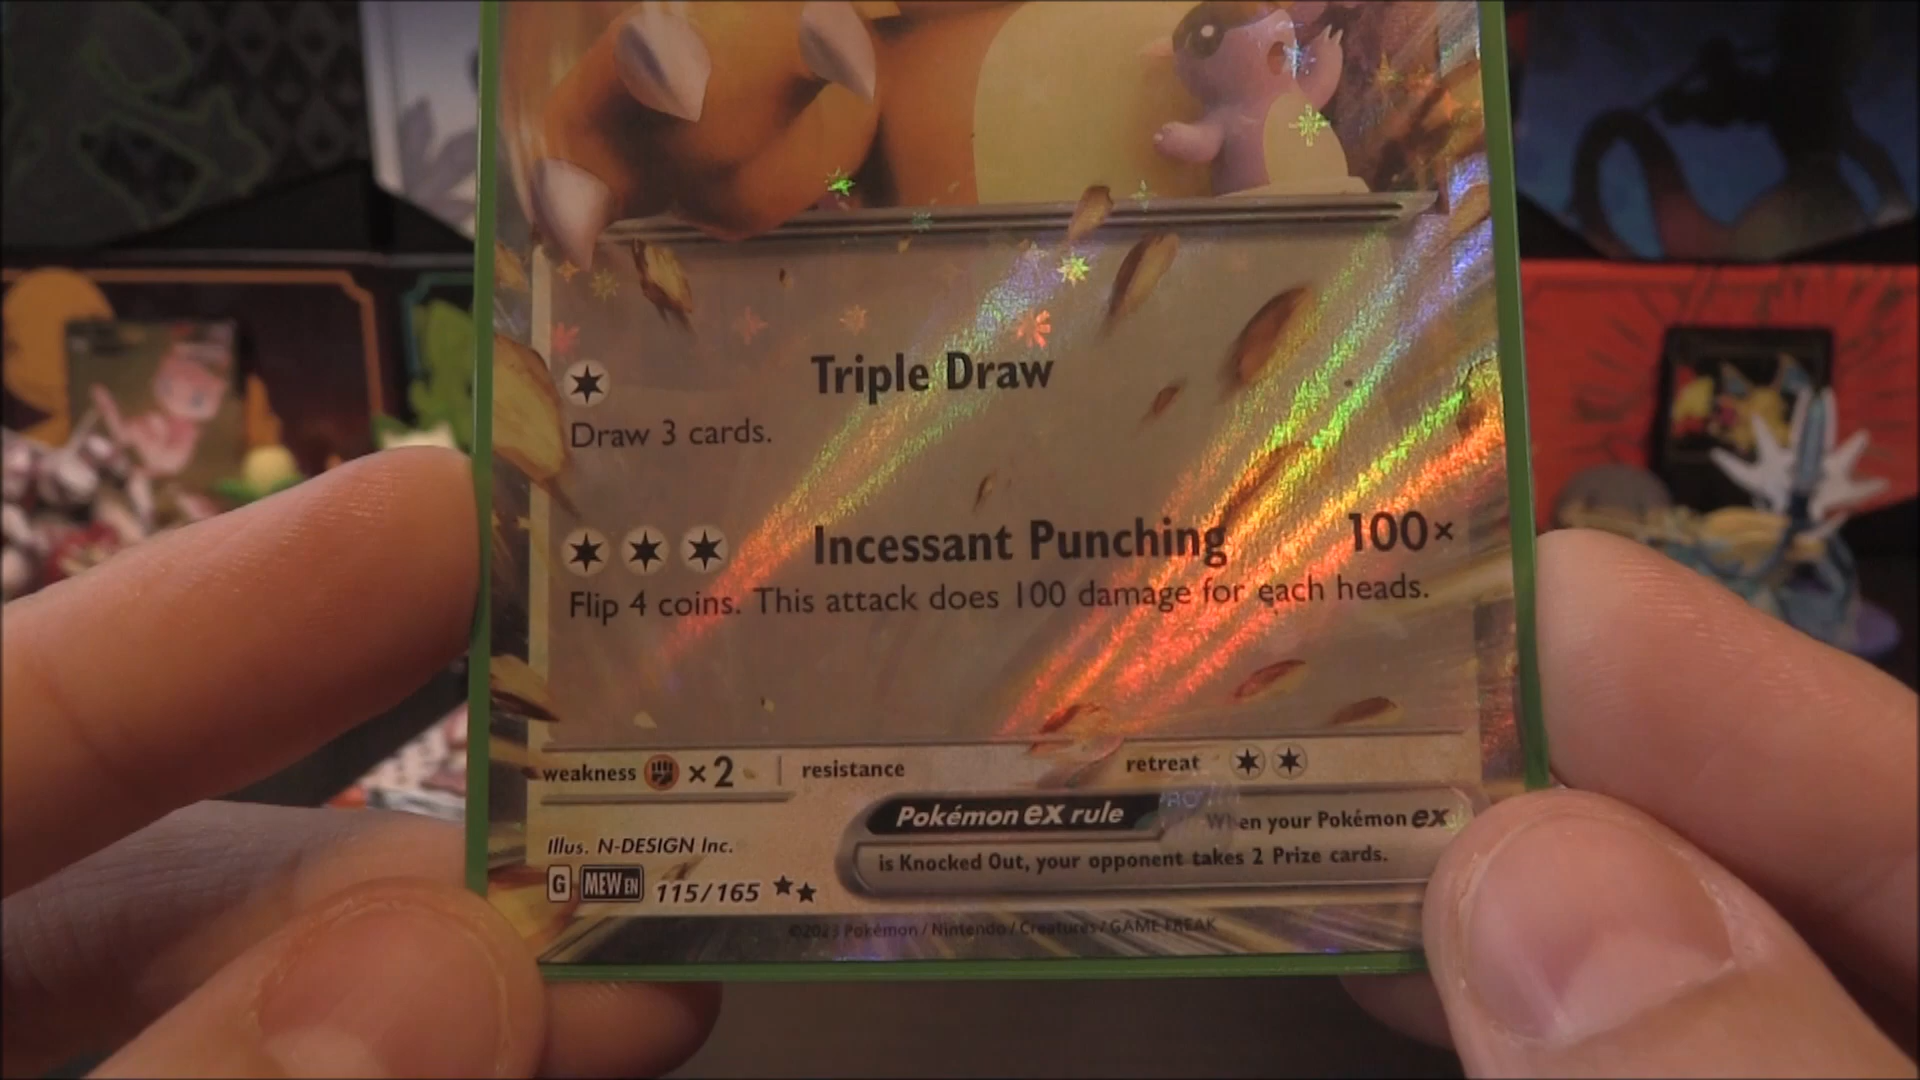 Triple Draw
Draw 3 cards.
Incessant Punching 100×
Flip 4 coins. This attack does 100 damage for each heads.
weakness ×2 resistance retreat
Pokémon ex rule When your Pokémon ex
is Knocked Out, your opponent takes 2 Prize cards.
Illus. N-DESIGN Inc.
G MEW EN 115/165
©2023 Pokémon / Nintendo / Creatures / GAME FREAK